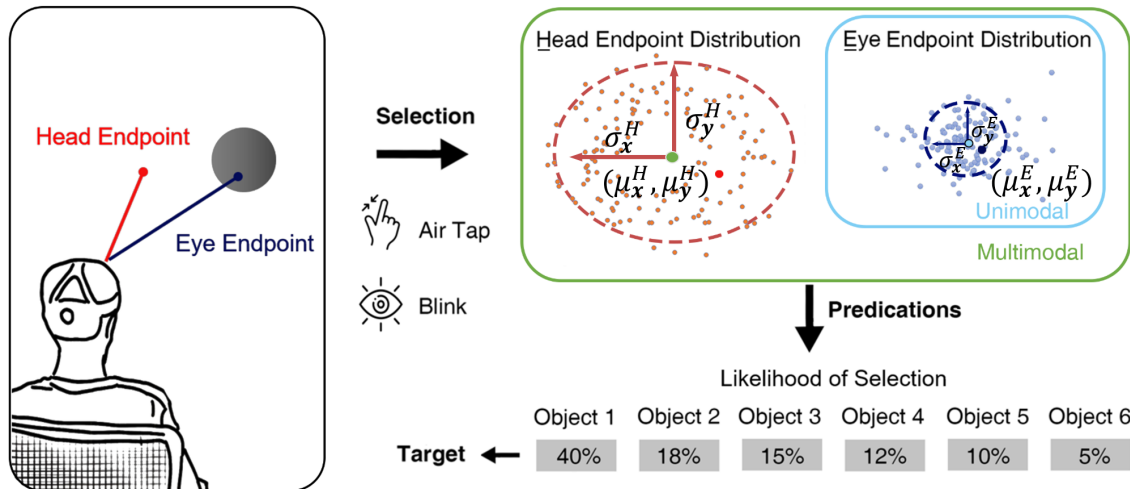 Head Endpoint
Eye Endpoint
Selection
Air Tap
Blink
Head Endpoint Distribution
σ_x^H
σ_y^H
(μ_x^H, μ_y^H)
Eye Endpoint Distribution
σ_x^E
σ_y^E
(μ_x^E, μ_y^E)
Unimodal
Multimodal
Predications
Likelihood of Selection
Object 1 Object 2 Object 3 Object 4 Object 5 Object 6
Target 40% 18% 15% 12% 10% 5%